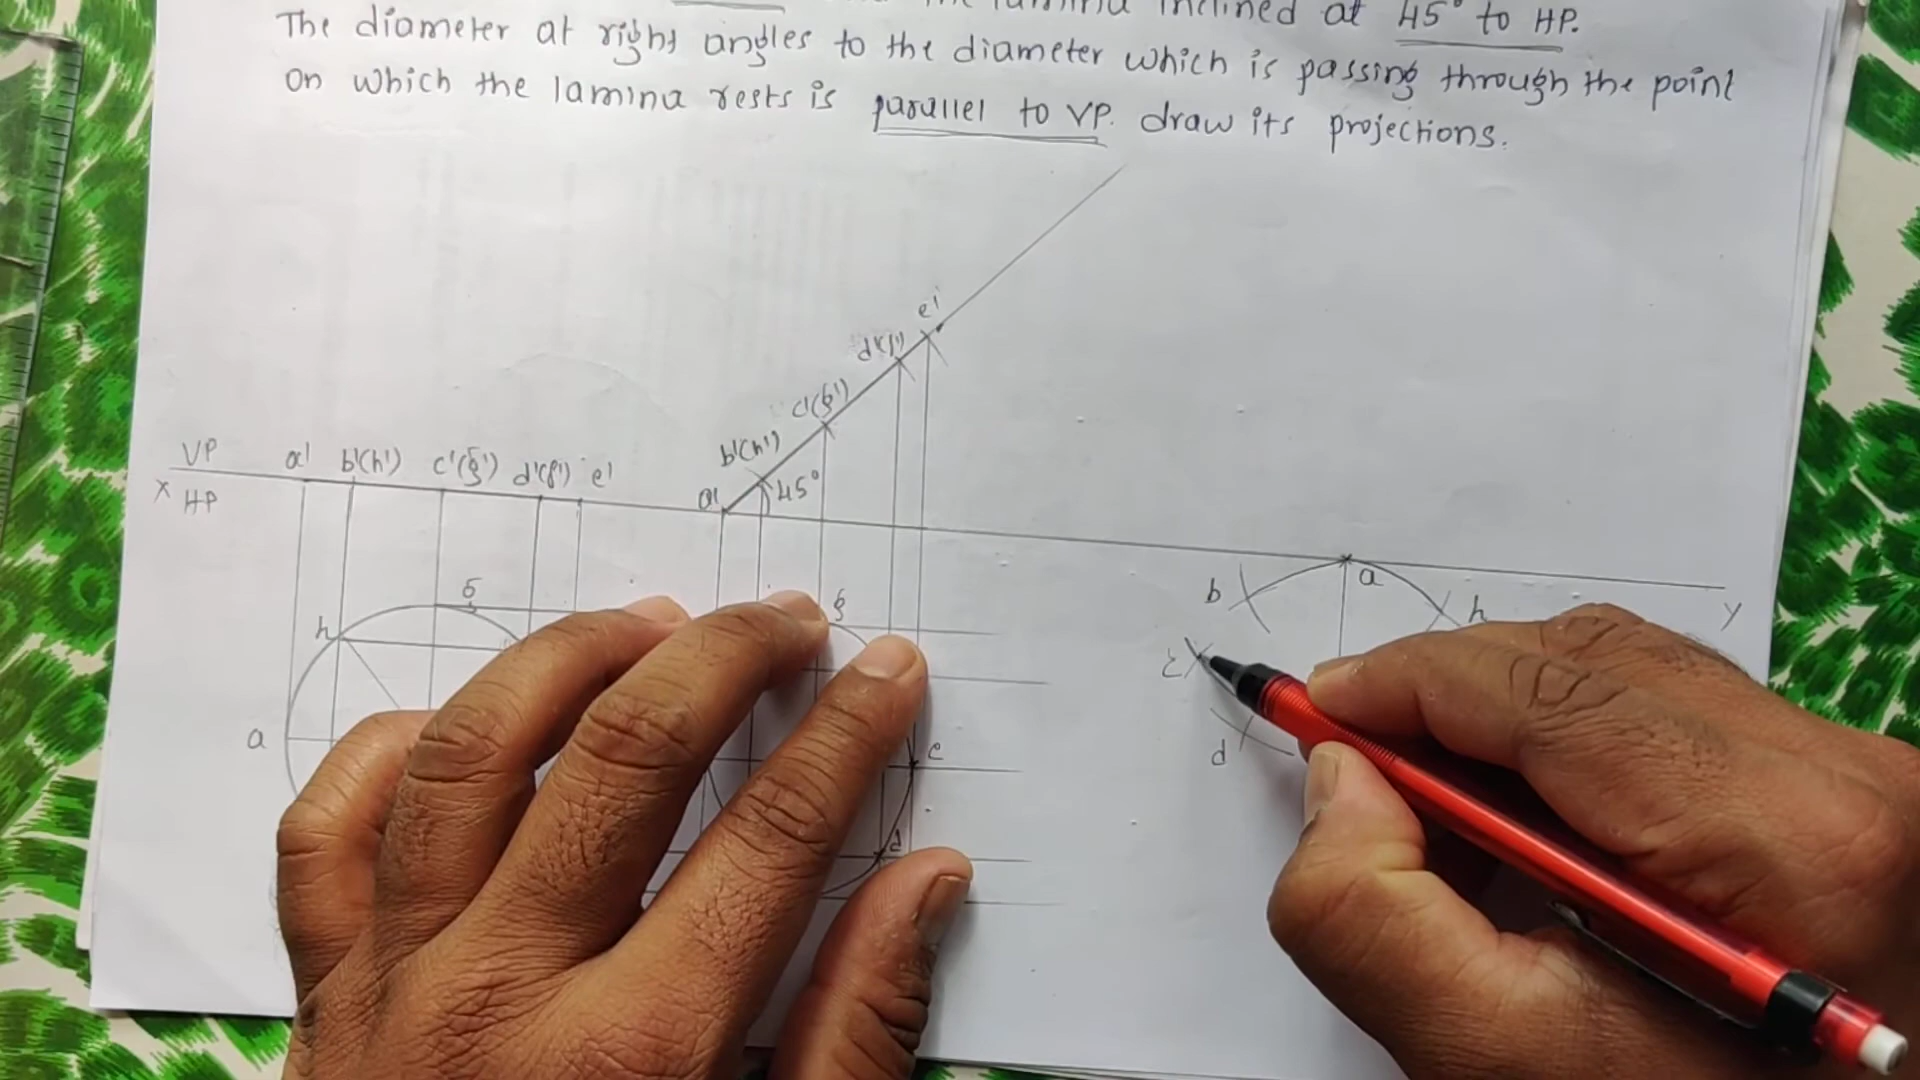 inclined at 45° to HP.
The diameter at right angles to the diameter which is passing through the point
on which the lamina rests is parallel to VP. draw its projections.
e'
d'(f')
c'(g')
b'(h')
a' 45°
VP a' b'(h') c'(g') d'(f') e'
X HP
a
b h y
g g
h
c
d
a e
d